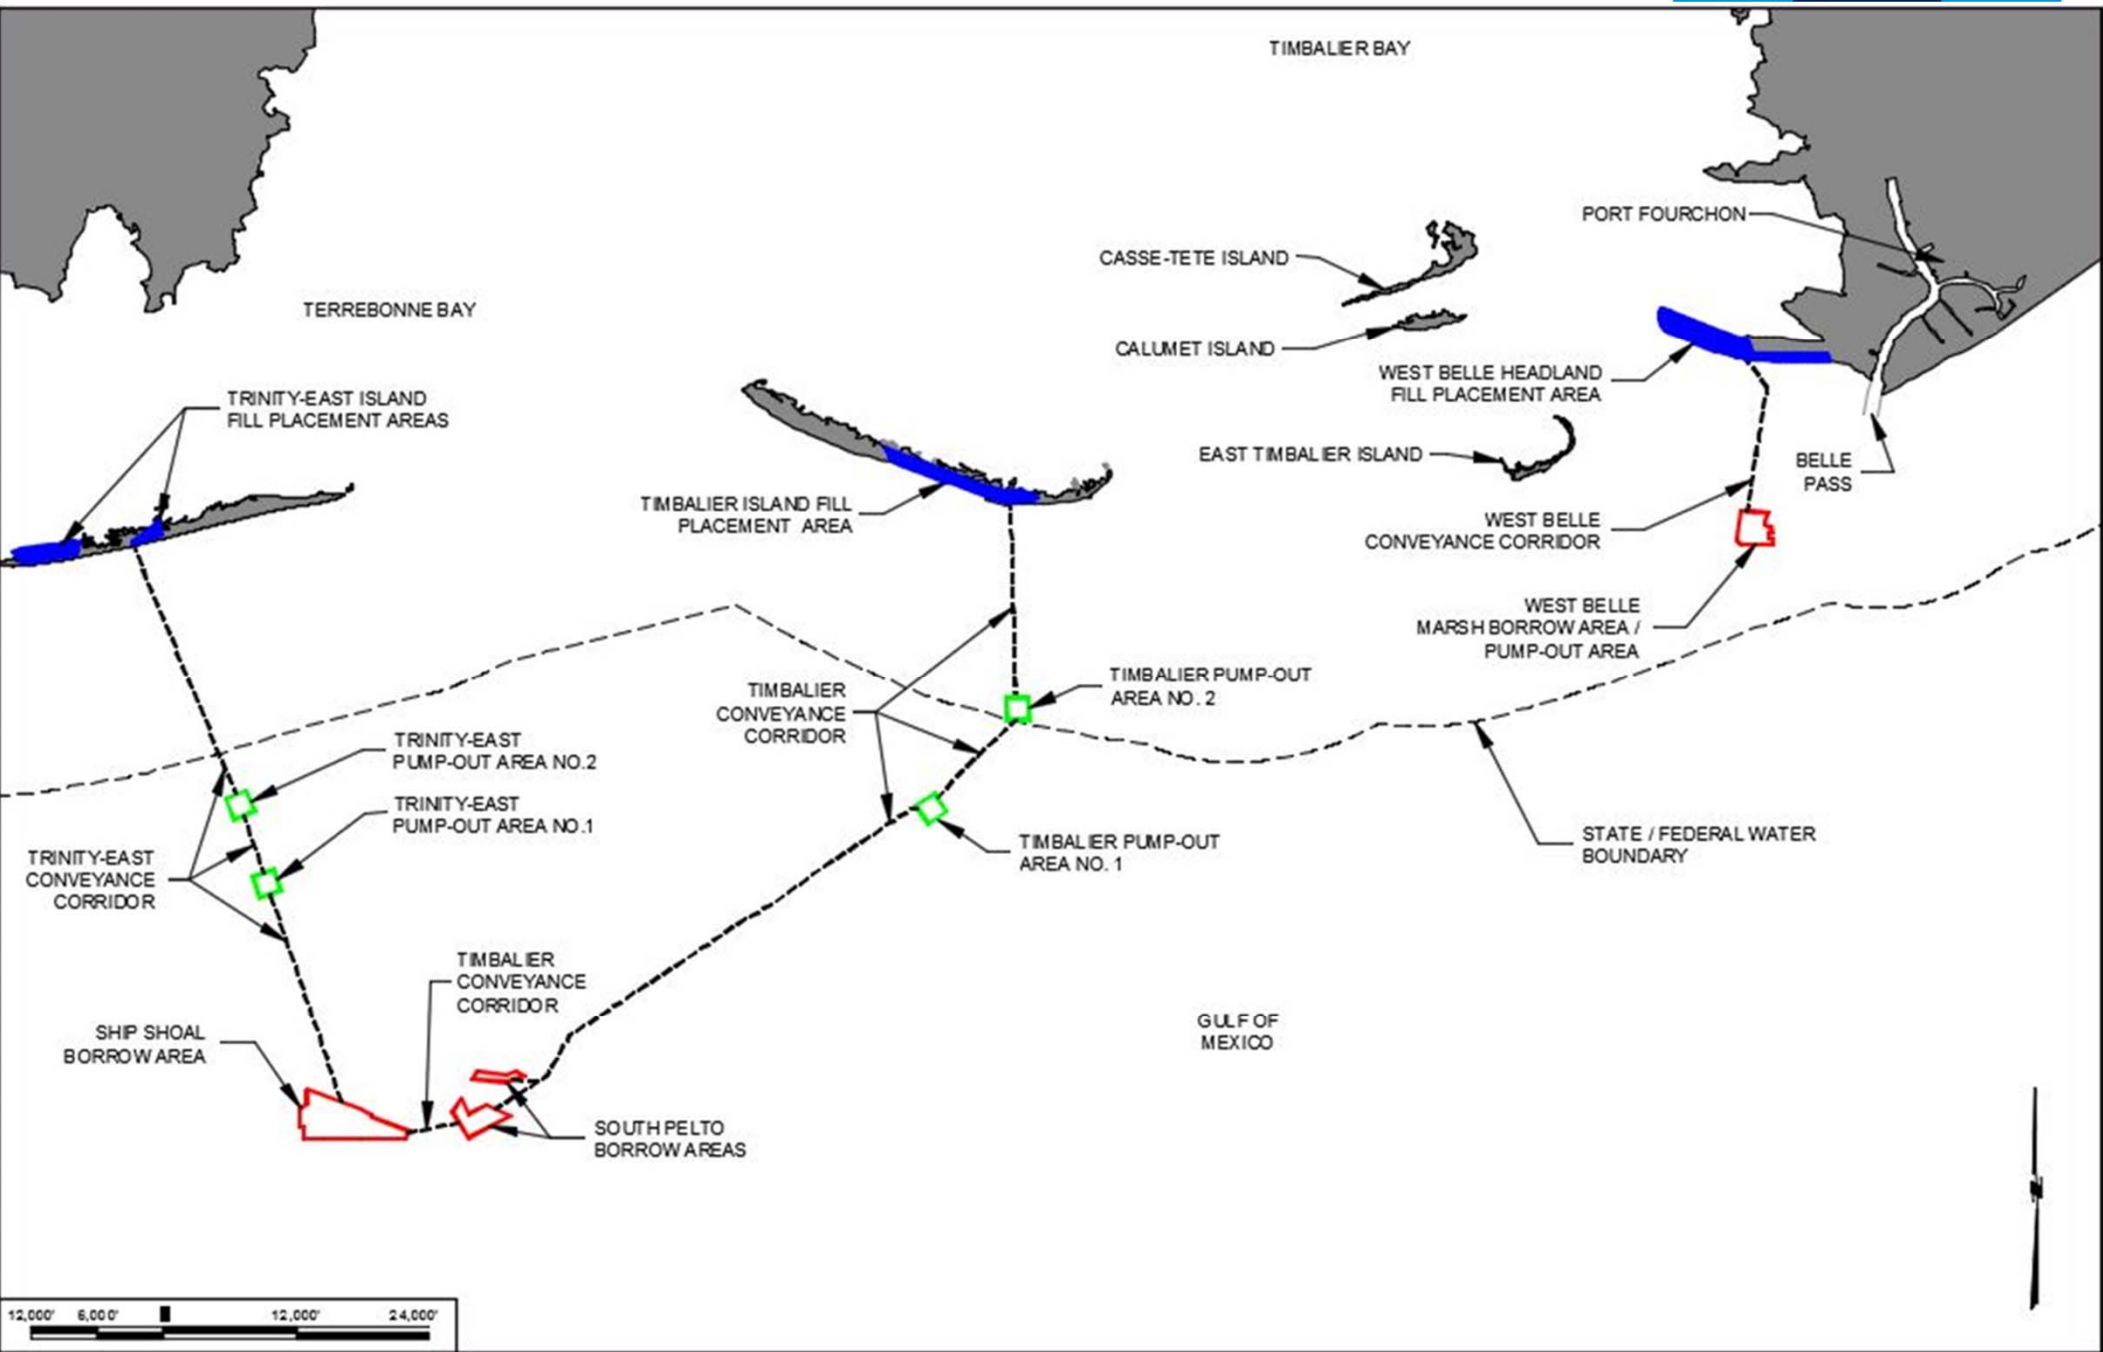 TIMBALIER BAY
PORT FOURCHON
CASSE-TETE ISLAND
TERREBONNE BAY
CALUMET ISLAND
WEST BELLE HEADLAND
FILL PLACEMENT AREA
TRINITY-EAST ISLAND
FILL PLACEMENT AREAS
EAST TIMBALIER ISLAND
BELLE
PASS
TIMBALIER ISLAND FILL
PLACEMENT AREA
WEST BELLE
CONVEYANCE CORRIDOR
WEST BELLE
MARSH BORROW AREA /
PUMP-OUT AREA
TIMBALIER PUMP-OUT
AREA NO. 2
TIMBALIER
CONVEYANCE
CORRIDOR
TRINITY-EAST
PUMP-OUT AREA NO.2
TRINITY-EAST
PUMP-OUT AREA NO.1
TIMBALIER PUMP-OUT
AREA NO. 1
STATE / FEDERAL WATER
BOUNDARY
TRINITY-EAST
CONVEYANCE
CORRIDOR
TIMBALIER
CONVEYANCE
CORRIDOR
SHIP SHOAL
BORROW AREA
GULF OF
MEXICO
SOUTH PELTO
BORROW AREAS
N
12,000' 6,000' 12,000' 24,000'